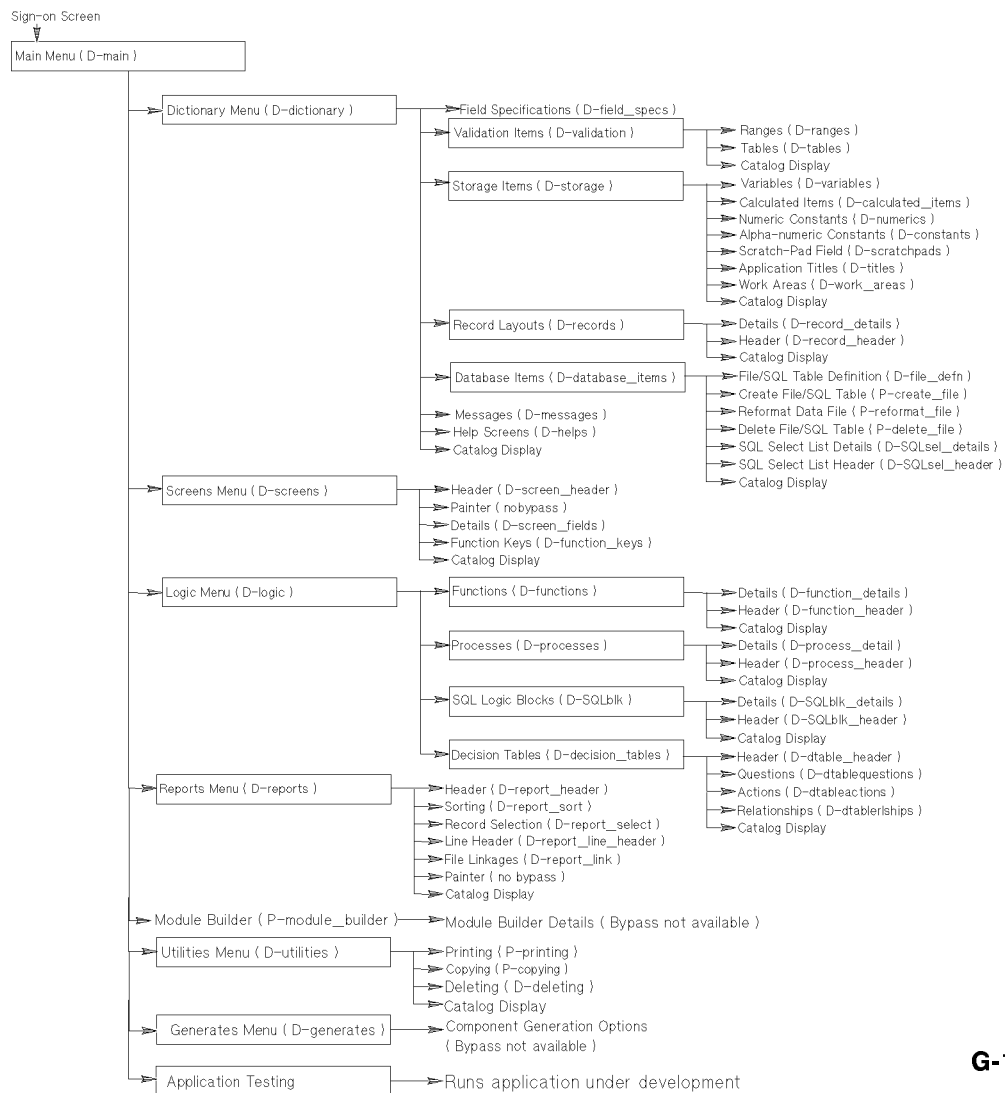 Sign-on Screen
Main Menu ( D-main )
Dictionary Menu ( D-dictionary )
Field Specifications ( D-field_specs )
Validation Items ( D-validation )
Ranges ( D-ranges )
Tables ( D-tables )
Catalog Display
Storage Items ( D-storage )
Variables ( D-variables )
Calculated Items ( D-calculated_items )
Numeric Constants ( D-numerics )
Alpha-numeric Constants ( D-constants )
Scratch-Pad Field ( D-scratchpads )
Application Titles ( D-titles )
Work Areas ( D-work_areas )
Catalog Display
Record Layouts ( D-records )
Details ( D-record_details )
Header ( D-record_header )
Catalog Display
Database Items ( D-database_items )
File/SQL Table Definition ( D-file_defn )
Create File/SQL Table ( P-create_file )
Reformat Data File ( P-reformat_file )
Delete File/SQL Table ( P-delete_file )
SQL Select List Details ( D-SQLsel_details )
SQL Select List Header ( D-SQLsel_header )
Catalog Display
Messages ( D-messages )
Help Screens ( D-helps )
Catalog Display
Screens Menu ( D-screens )
Header ( D-screen_header )
Painter ( nobypass )
Details ( D-screen_fields )
Function Keys ( D-function_keys )
Catalog Display
Logic Menu ( D-logic )
Functions ( D-functions )
Details ( D-function_details )
Header ( D-function_header )
Catalog Display
Processes ( D-processes )
Details ( D-process_detail )
Header ( D-process_header )
Catalog Display
SQL Logic Blocks ( D-SQLblk )
Details ( D-SQLblk_details )
Header ( D-SQLblk_header )
Catalog Display
Decision Tables ( D-decision_tables )
Header ( D-dtable_header )
Questions ( D-dtablequestions )
Actions ( D-dtableactions )
Relationships ( D-dtablerlships )
Catalog Display
Reports Menu ( D-reports )
Header ( D-report_header )
Sorting ( D-report_sort )
Record Selection ( D-report_select )
Line Header ( D-report_line_header )
File Linkages ( D-report_link )
Painter ( no bypass )
Catalog Display
Module Builder ( P-module_builder )
Module Builder Details ( Bypass not available )
Utilities Menu ( D-utilities )
Printing ( P-printing )
Copying ( P-copying )
Deleting ( D-deleting )
Catalog Display
Generates Menu ( D-generates )
Component Generation Options
( Bypass not available )
Application Testing
Runs application under development